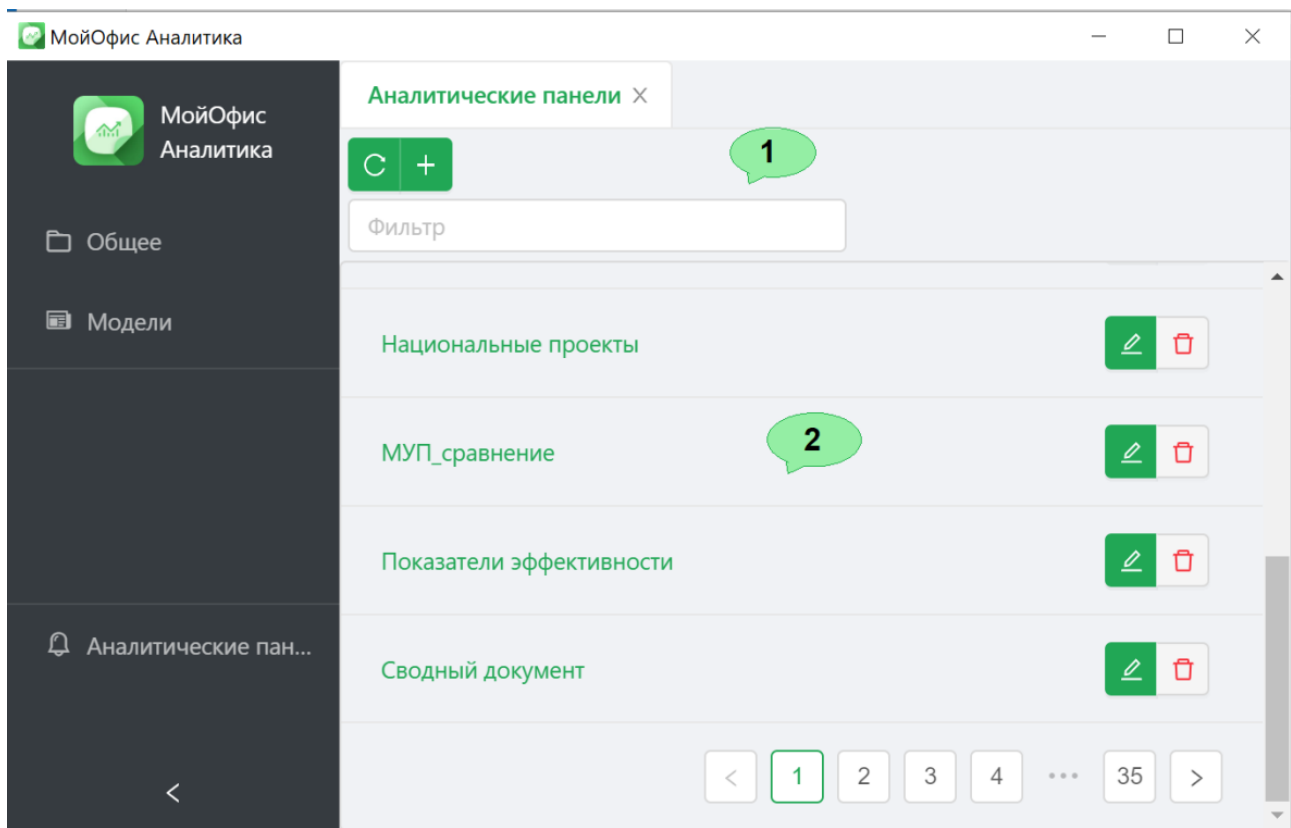 МойОфис Аналитика
МойОфис
Аналитика
Общее
Модели
Аналитические пан...
Аналитические панели
1
Фильтр
Национальные проекты
2
МУП_сравнение
Показатели эффективности
Сводный документ
< 1 2 3 4 ••• 35 >